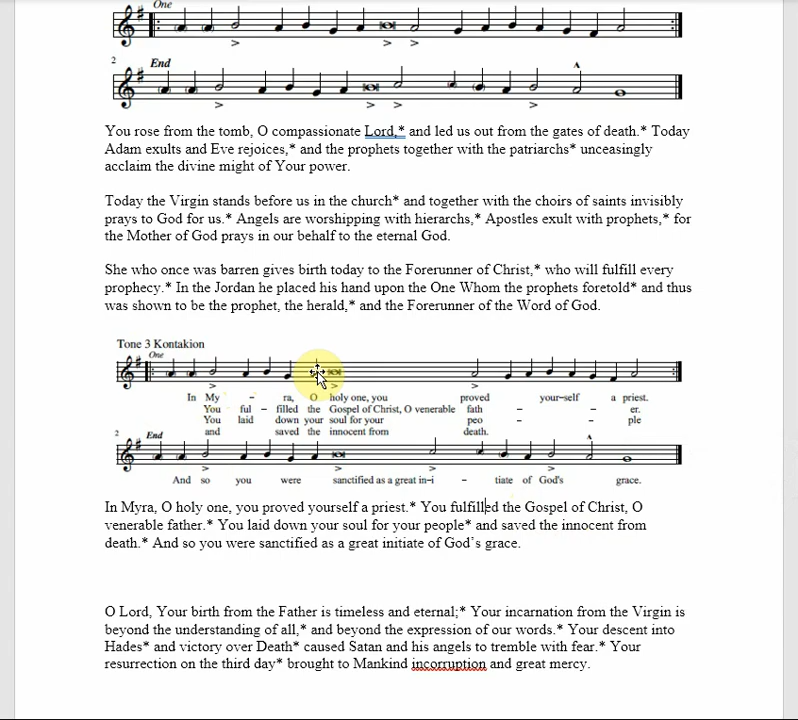 One
2 End
You rose from the tomb, O compassionate Lord,* and led us out from the gates of death.* Today
Adam exults and Eve rejoices,* and the prophets together with the patriarchs* unceasingly
acclaim the divine might of Your power.
Today the Virgin stands before us in the church* and together with the choirs of saints invisibly
prays to God for us.* Angels are worshipping with hierarchs,* Apostles exult with prophets,* for
the Mother of God prays in our behalf to the eternal God.
She who once was barren gives birth today to the Forerunner of Christ,* who will fulfill every
prophecy.* In the Jordan he placed his hand upon the One Whom the prophets foretold* and thus
was shown to be the prophet, the herald,* and the Forerunner of the Word of God.
Tone 3 Kontakion
One
In My - ra, O holy one, you proved your-self a priest.
You ful - filled the Gospel of Christ, O venerable fath - - er.
You laid down your soul for your peo - - ple
and saved the innocent from death.
2 End
And so you were sanctified as a great in-i - tiate of God's grace.
In Myra, O holy one, you proved yourself a priest.* You fulfilled the Gospel of Christ, O
venerable father.* You laid down your soul for your people* and saved the innocent from
death.* And so you were sanctified as a great initiate of God's grace.
O Lord, Your birth from the Father is timeless and eternal;* Your incarnation from the Virgin is
beyond the understanding of all,* and beyond the expression of our words.* Your descent into
Hades* and victory over Death* caused Satan and his angels to tremble with fear.* Your
resurrection on the third day* brought to Mankind incorruption and great mercy.